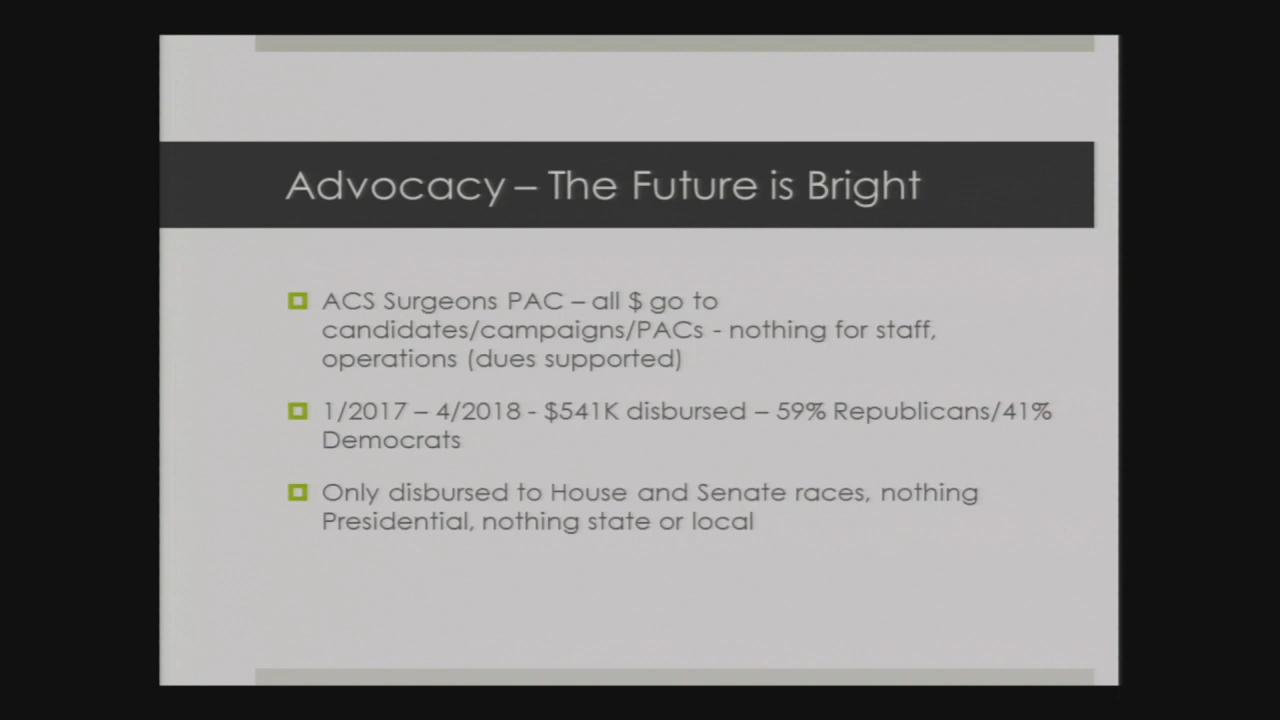 Advocacy – The Future is Bright
ACS Surgeons PAC – all $ go to
candidates/campaigns/PACs - nothing for staff,
operations (dues supported)
1/2017 – 4/2018 - $541K disbursed – 59% Republicans/41%
Democrats
Only disbursed to House and Senate races, nothing
Presidential, nothing state or local